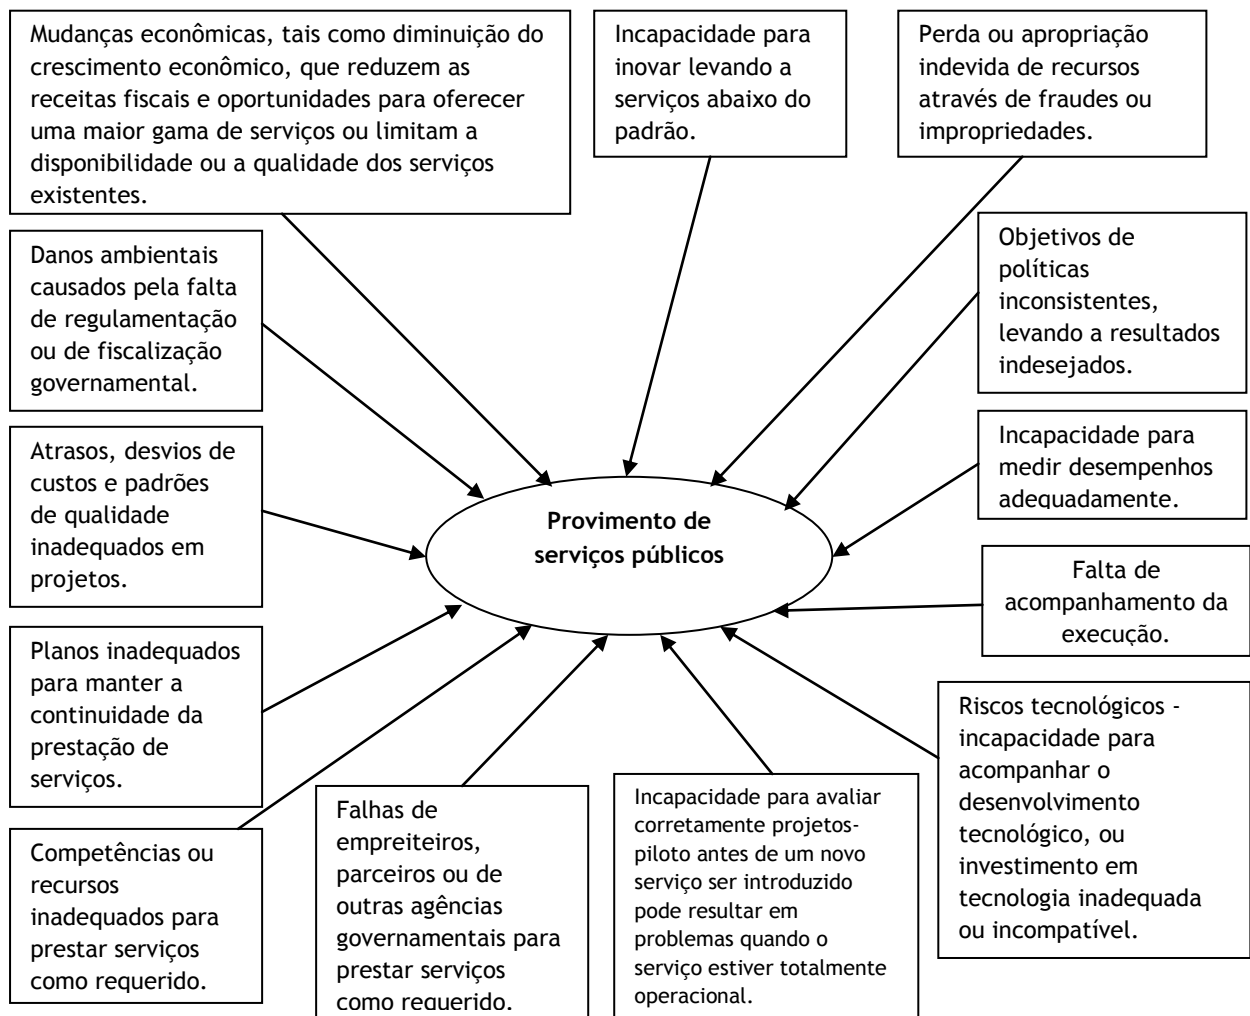 Mudanças econômicas, tais como diminuição do
crescimento econômico, que reduzem as
receitas fiscais e oportunidades para oferecer
uma maior gama de serviços ou limitam a
disponibilidade ou a qualidade dos serviços
existentes.
Incapacidade para
inovar levando a
serviços abaixo do
padrão.
Perda ou apropriação
indevida de recursos
através de fraudes ou
impropriedades.
Danos ambientais
causados pela falta
de regulamentação
ou de fiscalização
governamental.
Objetivos de
políticas
inconsistentes,
levando a resultados
indesejados.
Atrasos, desvios de
custos e padrões
de qualidade
inadequados em
projetos.
Provimento de
serviços públicos
Incapacidade para
medir desempenhos
adequadamente.
Falta de
acompanhamento da
execução.
Planos inadequados
para manter a
continuidade da
prestação de
serviços.
Riscos tecnológicos -
incapacidade para
acompanhar o
desenvolvimento
tecnológico, ou
investimento em
tecnologia inadequada
ou incompatível.
Competências ou
recursos
inadequados para
prestar serviços
como requerido.
Falhas de
empreiteiros,
parceiros ou de
outras agências
governamentais para
prestar serviços
como requerido.
Incapacidade para avaliar
corretamente projetos-
piloto antes de um novo
serviço ser introduzido
pode resultar em
problemas quando o
serviço estiver totalmente
operacional.